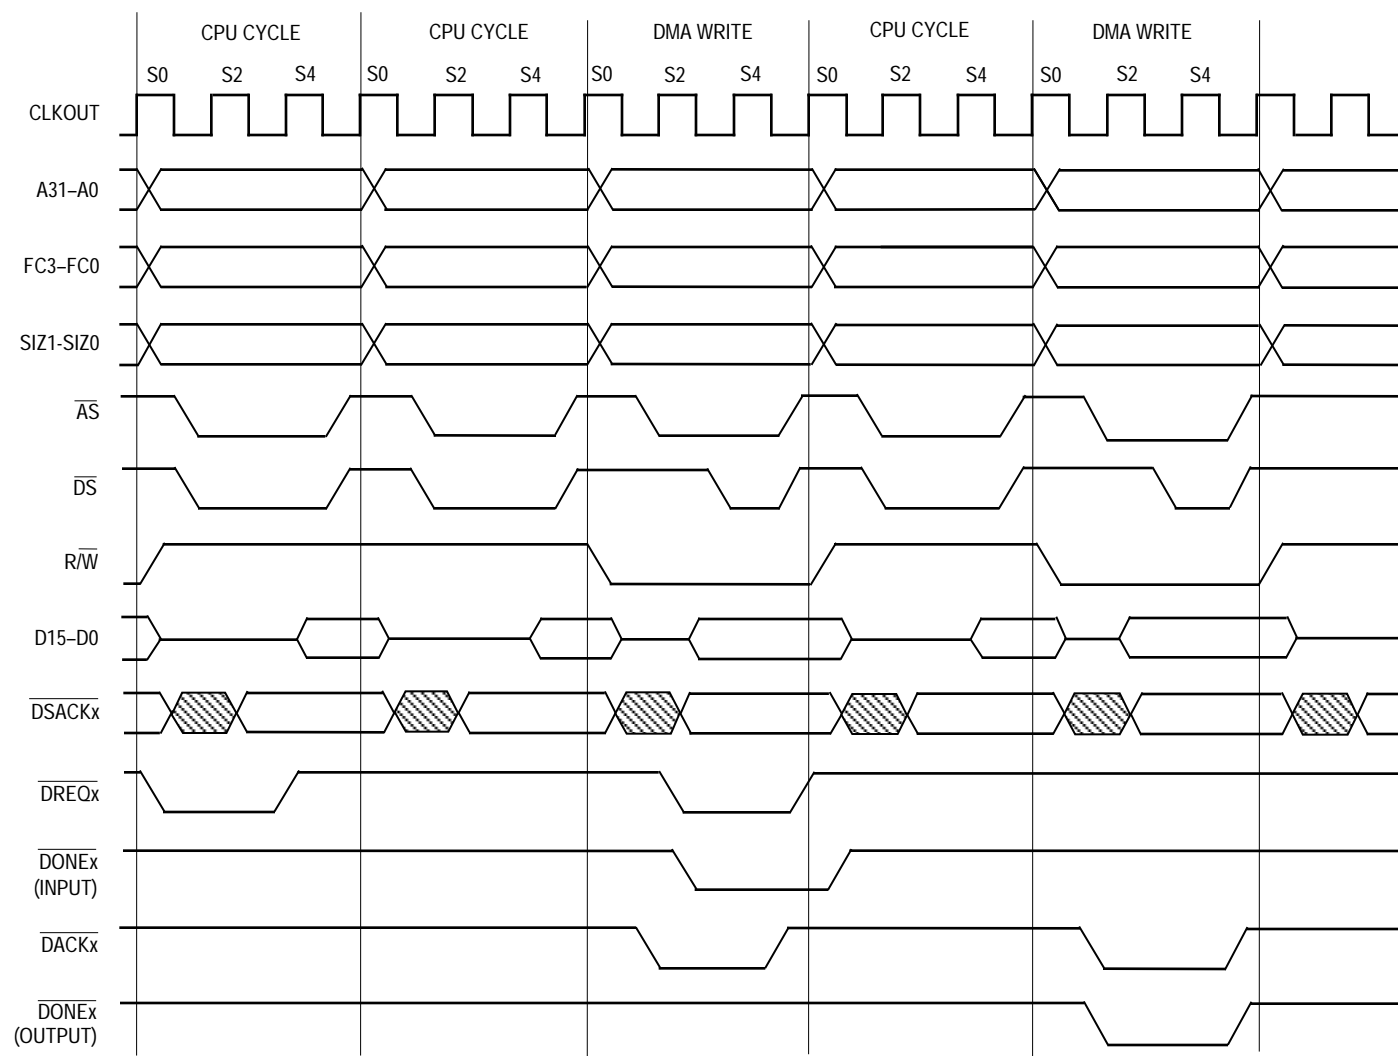 CPU CYCLE CPU CYCLE DMA WRITE CPU CYCLE DMA WRITE
S0 S2 S4 S0 S2 S4 S0 S2 S4 S0 S2 S4 S0 S2 S4
CLKOUT
A31–A0
FC3–FC0
SIZ1-SIZ0
AS
DS
R/W
D15–D0
DSACKx
DREQx
DONEx
(INPUT)
DACKx
DONEx
(OUTPUT)